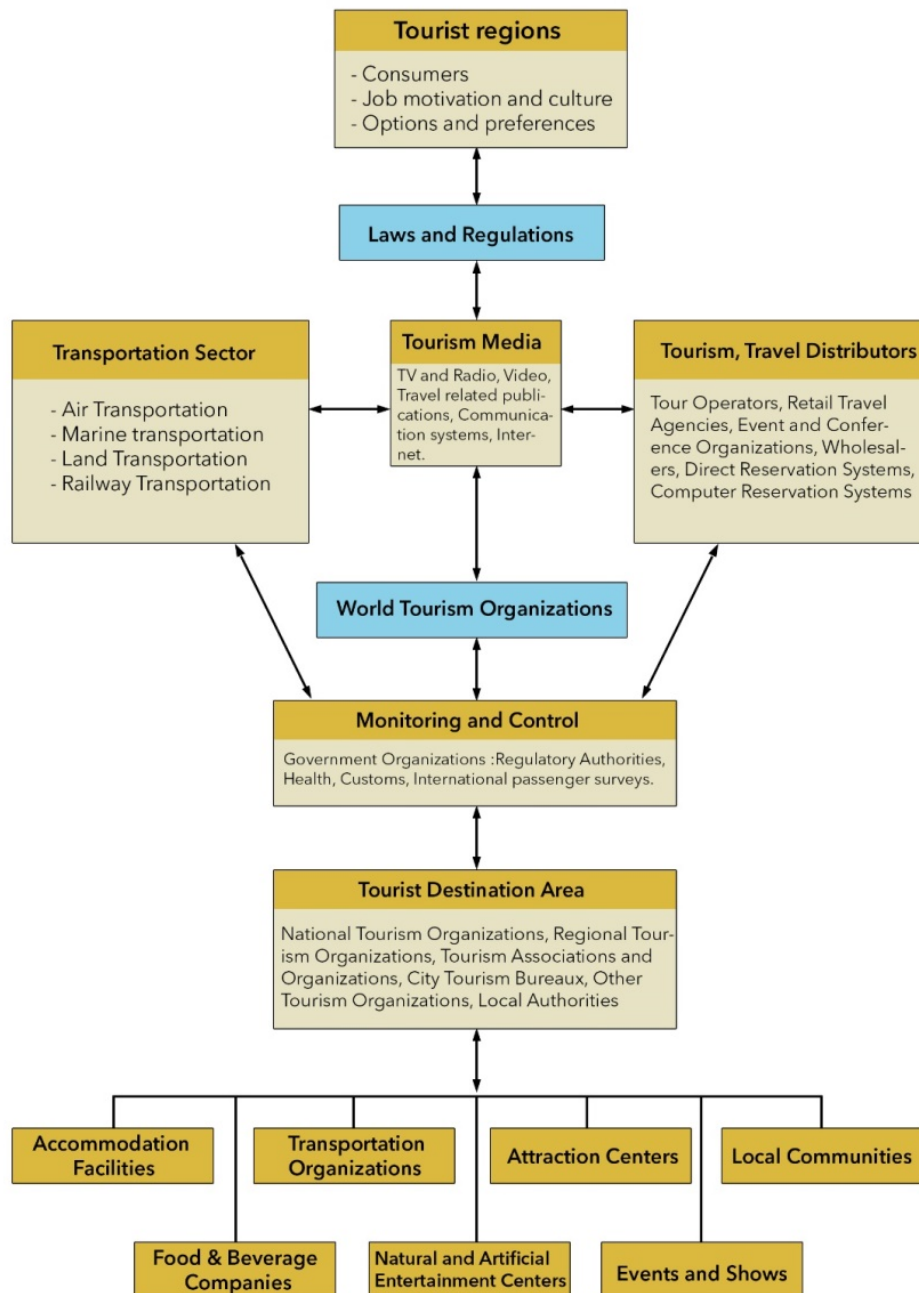 Tourist regions
- Consumers
- Job motivation and culture
- Options and preferences
Laws and Regulations
Transportation Sector
- Air Transportation
- Marine transportation
- Land Transportation
- Railway Transportation
Tourism Media
TV and Radio, Video,
Travel related publi-
cations, Communica-
tion systems, Inter-
net.
Tourism, Travel Distributors
Tour Operators, Retail Travel
Agencies, Event and Confer-
ence Organizations, Wholesal-
ers, Direct Reservation Systems,
Computer Reservation Systems
World Tourism Organizations
Monitoring and Control
Government Organizations :Regulatory Authorities,
Health, Customs, International passenger surveys.
Tourist Destination Area
National Tourism Organizations, Regional Tour-
ism Organizations, Tourism Associations and
Organizations, City Tourism Bureaux, Other
Tourism Organizations, Local Authorities
Accommodation
Facilities
Transportation
Organizations
Attraction Centers
Local Communities
Food & Beverage
Companies
Natural and Artificial
Entertainment Centers
Events and Shows